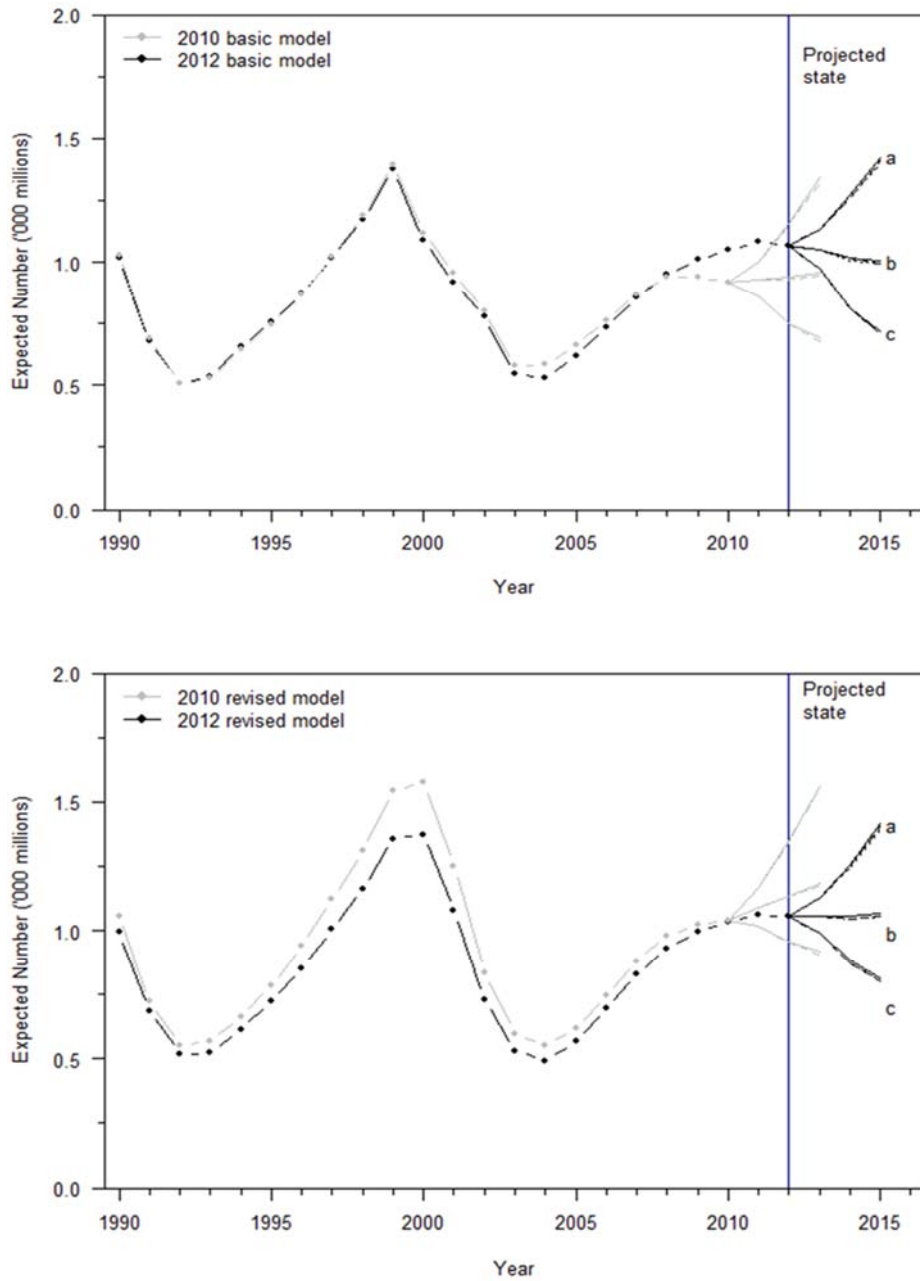 2.0
2010 basic model
2012 basic model
Projected
state
1.5
a
1.0
b
c
0.5
0.0
Expected Number ('000 millions)
1990
1995
2000
2005
2010
2015
Year
2.0
2010 revised model
2012 revised model
Projected
state
1.5
a
1.0
b
c
0.5
0.0
Expected Number ('000 millions)
1990
1995
2000
2005
2010
2015
Year